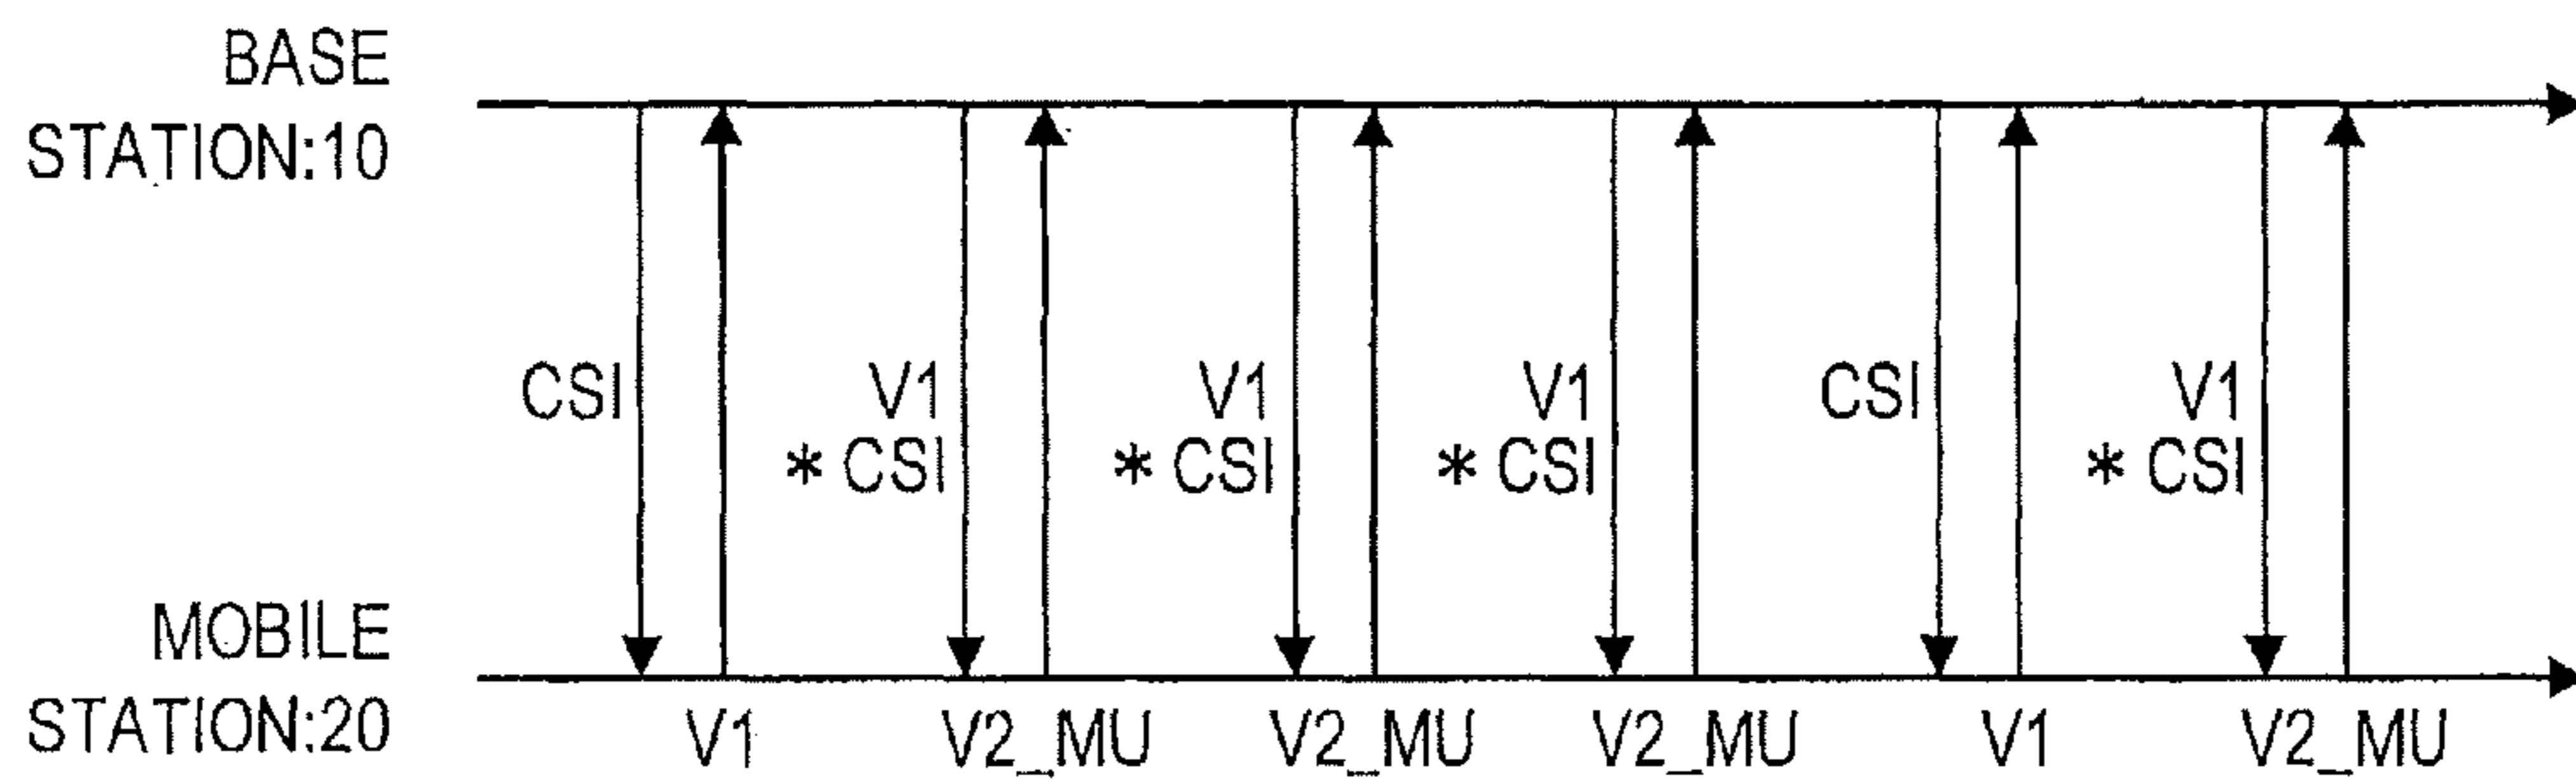 BASE
STATION:10
CSI
V1
* CSI
V1
* CSI
V1
* CSI
CSI
V1
* CSI
MOBILE
STATION:20
V1
V2_MU
V2_MU
V2_MU
V1
V2_MU